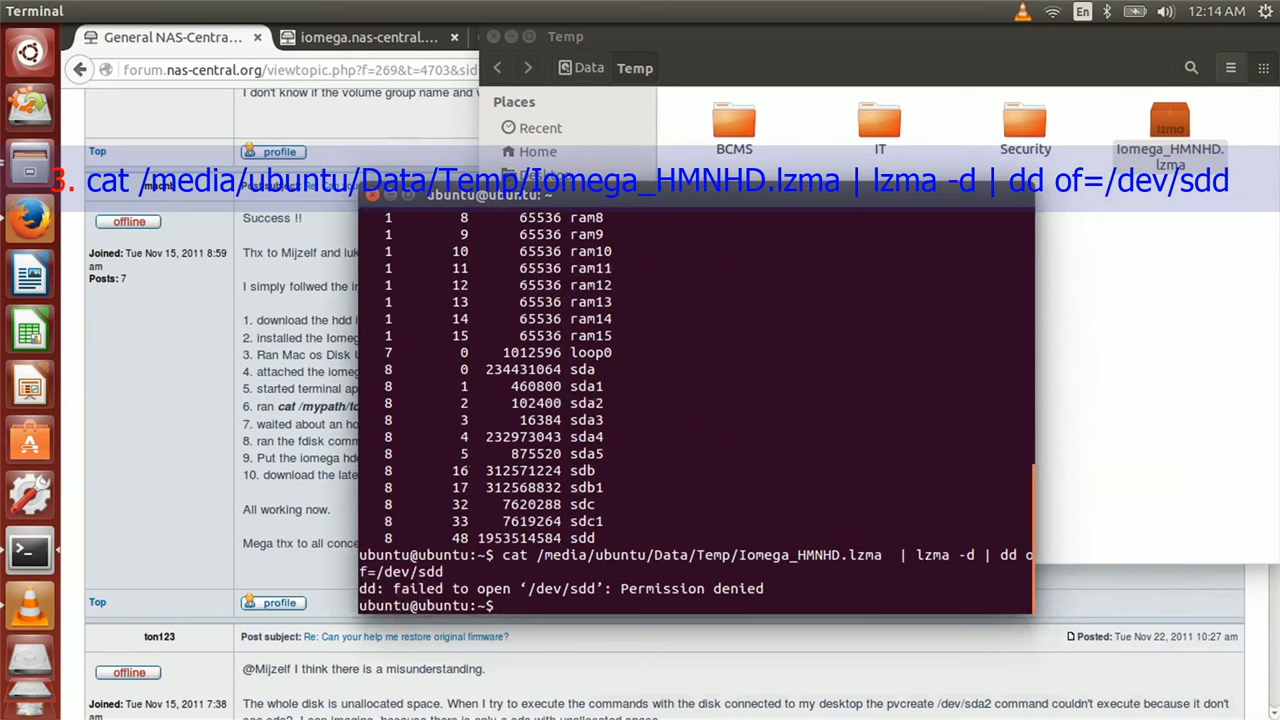 Terminal
En
12:14 AM
General NAS-Centra...
iomega.nas-central....
Temp
forum.nas-central.org/viewtopic.php?f=269&t=4703&sid
Data
Temp
I don't know if the volume group name and
Places
Recent
Home
BCMS
IT
Security
lzma
Iomega_HMNHD.
lzma
Top
profile
3. cat /media/ubuntu/Data/Temp/Iomega_HMNHD.lzma | lzma -d | dd of=/dev/sdd
ubuntu@ubuntu: ~
offline
Joined: Tue Nov 15, 2011 8:59
am
Posts: 7
Success !!
Thx to Mijzelf and luk
I simply follwed the in
1. download the hdd i
2. installed the Iomeg
3. Ran Mac os Disk U
4. attached the iomeg
5. started terminal ap
6. ran cat /mypath/to
7. waited about an ho
8. ran the fdisk comm
9. Put the iomega hde
10. download the late
All working now.
Mega thx to all conce
1 8 65536 ram8
1 9 65536 ram9
1 10 65536 ram10
1 11 65536 ram11
1 12 65536 ram12
1 13 65536 ram13
1 14 65536 ram14
1 15 65536 ram15
7 0 1012596 loop0
8 0 234431064 sda
8 1 460800 sda1
8 2 102400 sda2
8 3 16384 sda3
8 4 232973043 sda4
8 5 875520 sda5
8 16 312571224 sdb
8 17 312568832 sdb1
8 32 7620288 sdc
8 33 7619264 sdc1
8 48 1953514584 sdd
ubuntu@ubuntu:~$ cat /media/ubuntu/Data/Temp/Iomega_HMNHD.lzma | lzma -d | dd o
f=/dev/sdd
dd: failed to open ‘/dev/sdd’: Permission denied
ubuntu@ubuntu:~$
Top
profile
ton123
Post subject: Re: Can your help me restore original firmware?
Posted: Tue Nov 22, 2011 10:27 am
offline
Joined: Tue Nov 15, 2011 7:38
am
@Mijzelf I think there is a misunderstanding.
The whole disk is unallocated space. When I try to execute the commands with the disk connected to my desktop the pvcreate /dev/sda2 command couldn't execute because it don't